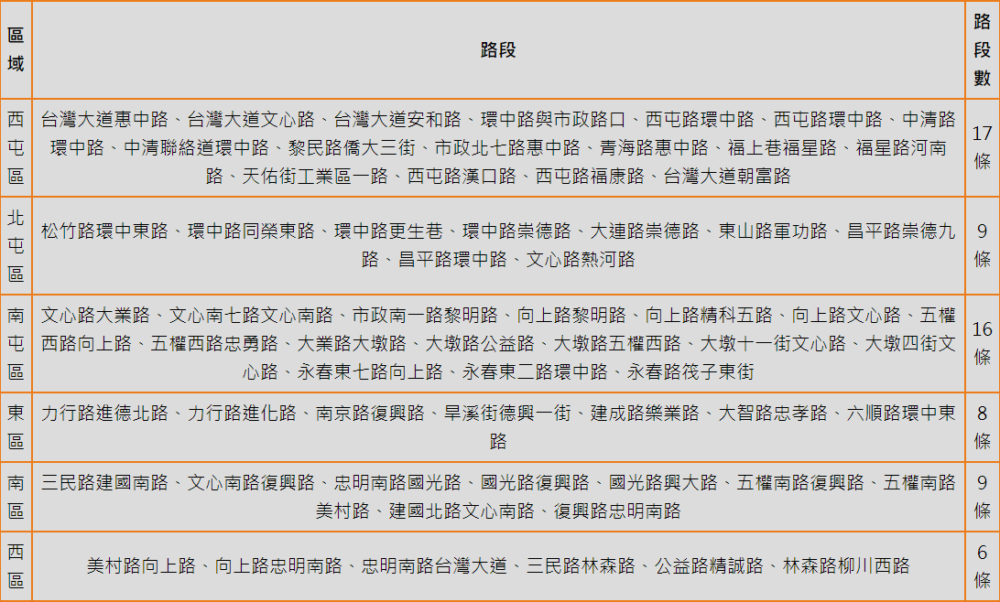 區域
路段
路段數
西屯區
台灣大道惠中路、台灣大道文心路、台灣大道安和路、環中路與市政路口、西屯路環中路、西屯路環中路、中清路
環中路、中清聯絡道環中路、黎民路僑大三街、市政北七路惠中路、青海路惠中路、福上巷福星路、福星路河南
路、天佑街工業區一路、西屯路漢口路、西屯路福康路、台灣大道朝富路
17條
北屯區
松竹路環中東路、環中路同榮東路、環中路更生巷、環中路崇德路、大連路崇德路、東山路軍功路、昌平路崇德九
路、昌平路環中路、文心路熱河路
9條
南屯區
文心路大業路、文心南七路文心南路、市政南一路黎明路、向上路黎明路、向上路精科五路、向上路文心路、五權
西路向上路、五權西路忠勇路、大業路大墩路、大墩路公益路、大墩路五權西路、大墩十一街文心路、大墩四街文
心路、永春東七路向上路、永春東二路環中路、永春路筏子東街
16條
東區
力行路進德北路、力行路進化路、南京路復興路、旱溪街德興一街、建成路樂業路、大智路忠孝路、六順路環中東
路
8條
南區
三民路建國南路、文心南路復興路、忠明南路國光路、國光路復興路、國光路興大路、五權南路復興路、五權南路
美村路、建國北路文心南路、復興路忠明南路
9條
西區
美村路向上路、向上路忠明南路、忠明南路台灣大道、三民路林森路、公益路精誠路、林森路柳川西路
6條